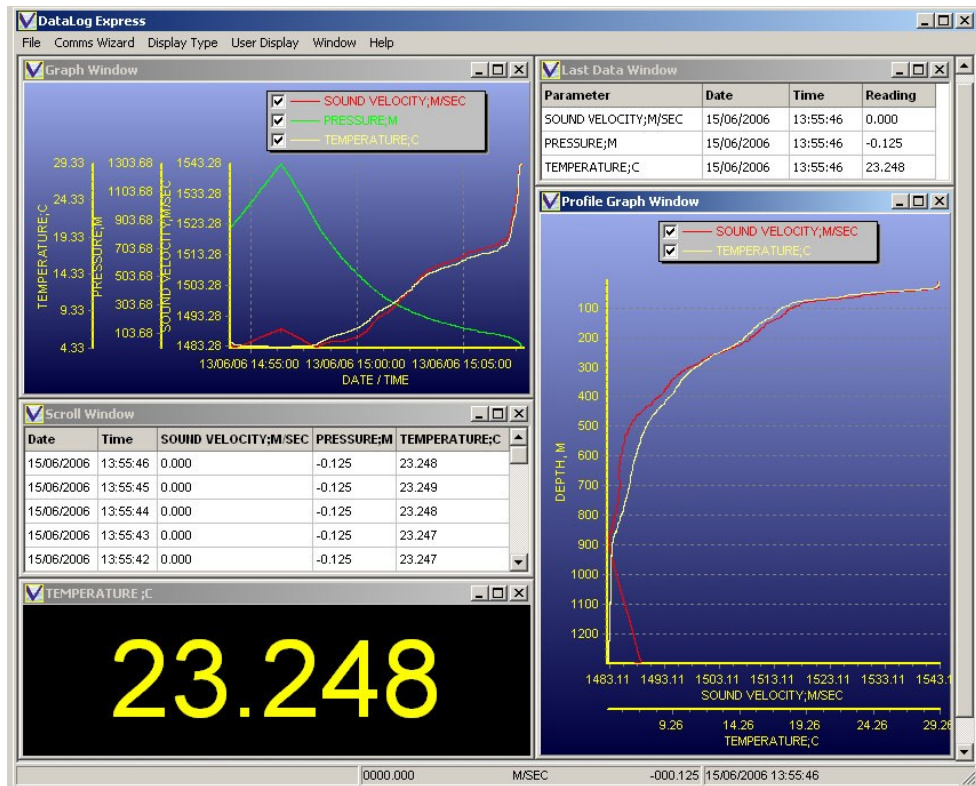 DataLog Express
File Comms Wizard Display Type User Display Window Help
Graph Window
SOUND VELOCITY;M/SEC
PRESSURE;M
TEMPERATURE;C
29.33 1303.68 1543.28
24.33 1103.68 1533.28
19.33 903.68 1523.28
14.33 703.68 1513.28
9.33 503.68 1503.28
4.33 303.68 1493.28
103.68 1483.28
TEMPERATURE;C
PRESSURE;M
SOUND VELOCITY;M/SEC
13/06/06 14:55:00 13/06/06 15:00:00 13/06/06 15:05:00
DATE / TIME
Last Data Window
Parameter Date Time Reading
SOUND VELOCITY;M/SEC 15/06/2006 13:55:46 0.000
PRESSURE;M 15/06/2006 13:55:46 -0.125
TEMPERATURE;C 15/06/2006 13:55:46 23.248
Scroll Window
Date Time SOUND VELOCITY;M/SEC PRESSURE;M TEMPERATURE;C
15/06/2006 13:55:46 0.000 -0.125 23.248
15/06/2006 13:55:45 0.000 -0.125 23.249
15/06/2006 13:55:44 0.000 -0.125 23.248
15/06/2006 13:55:43 0.000 -0.125 23.247
15/06/2006 13:55:42 0.000 -0.125 23.247
TEMPERATURE ;C
23.248
Profile Graph Window
SOUND VELOCITY;M/SEC
TEMPERATURE;C
100
200
300
400
500
600
700
800
900
1000
1100
1200
DEPTH, M
1483.11 1493.11 1503.11 1513.11 1523.11 1533.11 1543.1
SOUND VELOCITY;M/SEC
9.26 14.26 19.26 24.26 29.26
TEMPERATURE;C
0000.000 M/SEC -000.125 15/06/2006 13:55:46